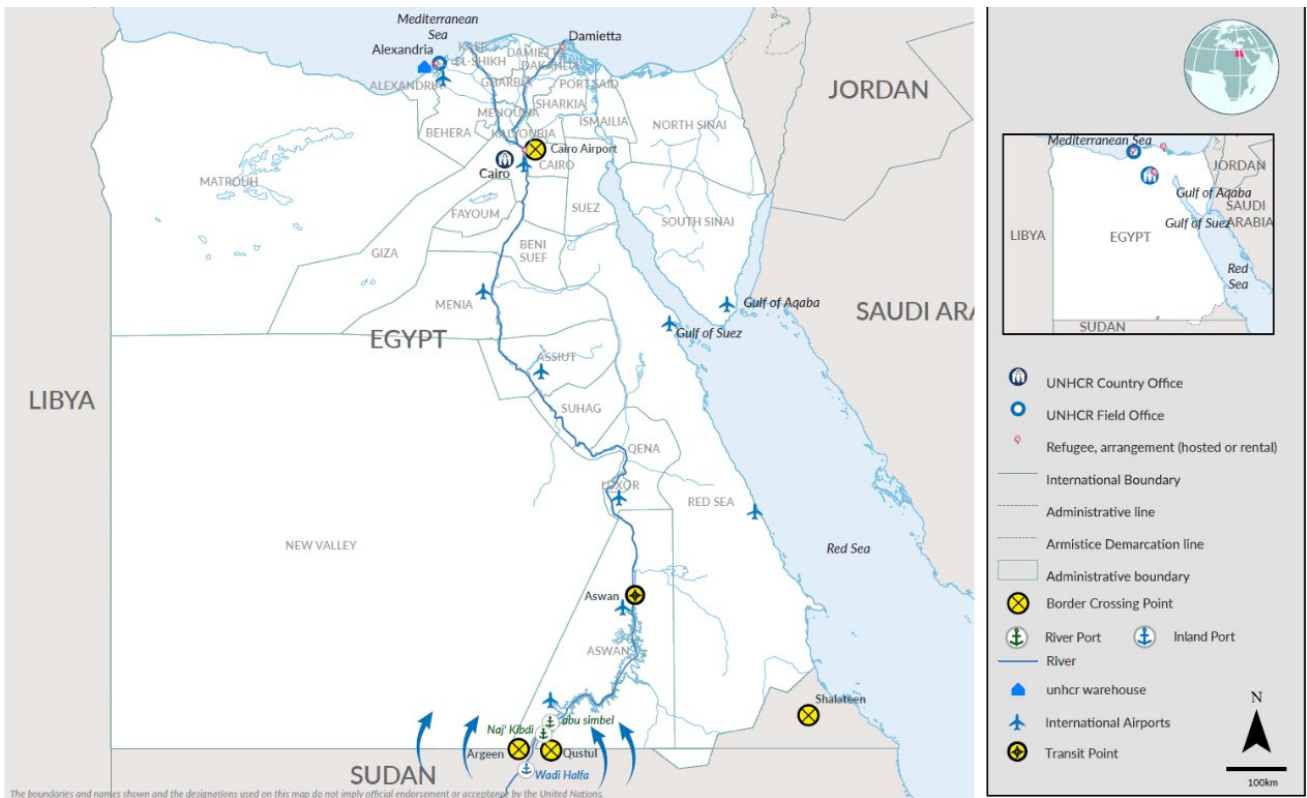 Mediterranean
Sea
Alexandria
Damietta
KAFR
EL-SHIKH
DAMIETTA
DAKAHLIA
ALEXANDRIA
GHARBIA
PORT SAID
SHARKIA
MENOUFIA
BEHERA
KALYOUBIA
ISMAILIA
NORTH SINAI
JORDAN
Cairo Airport
CAIRO
Cairo
MATROUH
FAYOUM
SUEZ
SOUTH SINAI
GIZA
BENI
SUEF
MENIA
Gulf of Aqaba
SAUDI ARA
Gulf of Suez
EGYPT
ASSIUT
LIBYA
SUHAG
QENA
LUXOR
RED SEA
NEW VALLEY
Red Sea
Aswan
ASWAN
Shalateen
abu simbel
Naj' Kibdi
Argeen
Qustul
Wadi Halfa
SUDAN
The boundaries and names shown and the designations used on this map do not imply official endorsement or acceptance by the United Nations.
Mediterranean Sea
JORDAN
Gulf of Aqaba
SAUDI
ARABIA
Gulf of Suez
LIBYA
EGYPT
Red
Sea
SUDAN
UNHCR Country Office
UNHCR Field Office
Refugee, arrangement (hosted or rental)
International Boundary
Administrative line
Armistice Demarcation line
Administrative boundary
Border Crossing Point
River Port Inland Port
River
unhcr warehouse
International Airports
Transit Point
N
100km